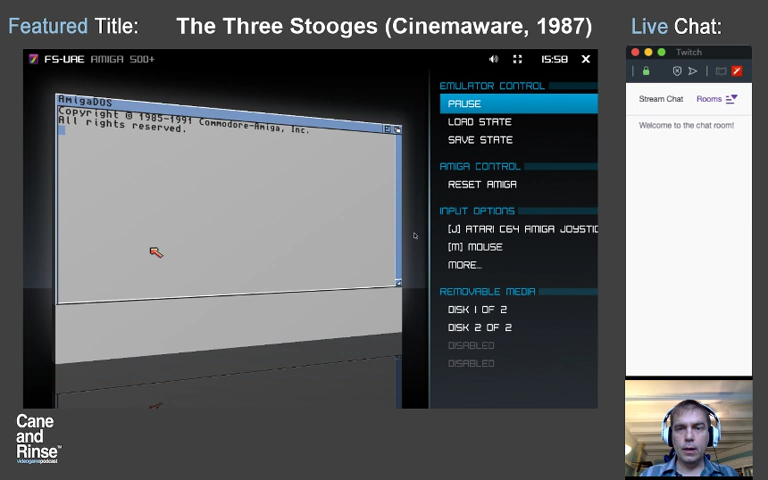 Featured Title: The Three Stooges (Cinemaware, 1987) Live Chat:
FS-UAE AMIGA 500+ 15:58
AmigaDOS
Copyright © 1985-1991 Commodore-Amiga, Inc.
All rights reserved.
EMULATOR CONTROL
PAUSE
LOAD STATE
SAVE STATE
AMIGA CONTROL
RESET AMIGA
INPUT OPTIONS
[J] ATARI C64 AMIGA JOYSTIC
[M] MOUSE
MORE...
REMOVABLE MEDIA
DISK 1 OF 2
DISK 2 OF 2
DISABLED
DISABLED
Twitch
Stream Chat Rooms
Welcome to the chat room!
Cane
and
Rinse™
videogamepodcast